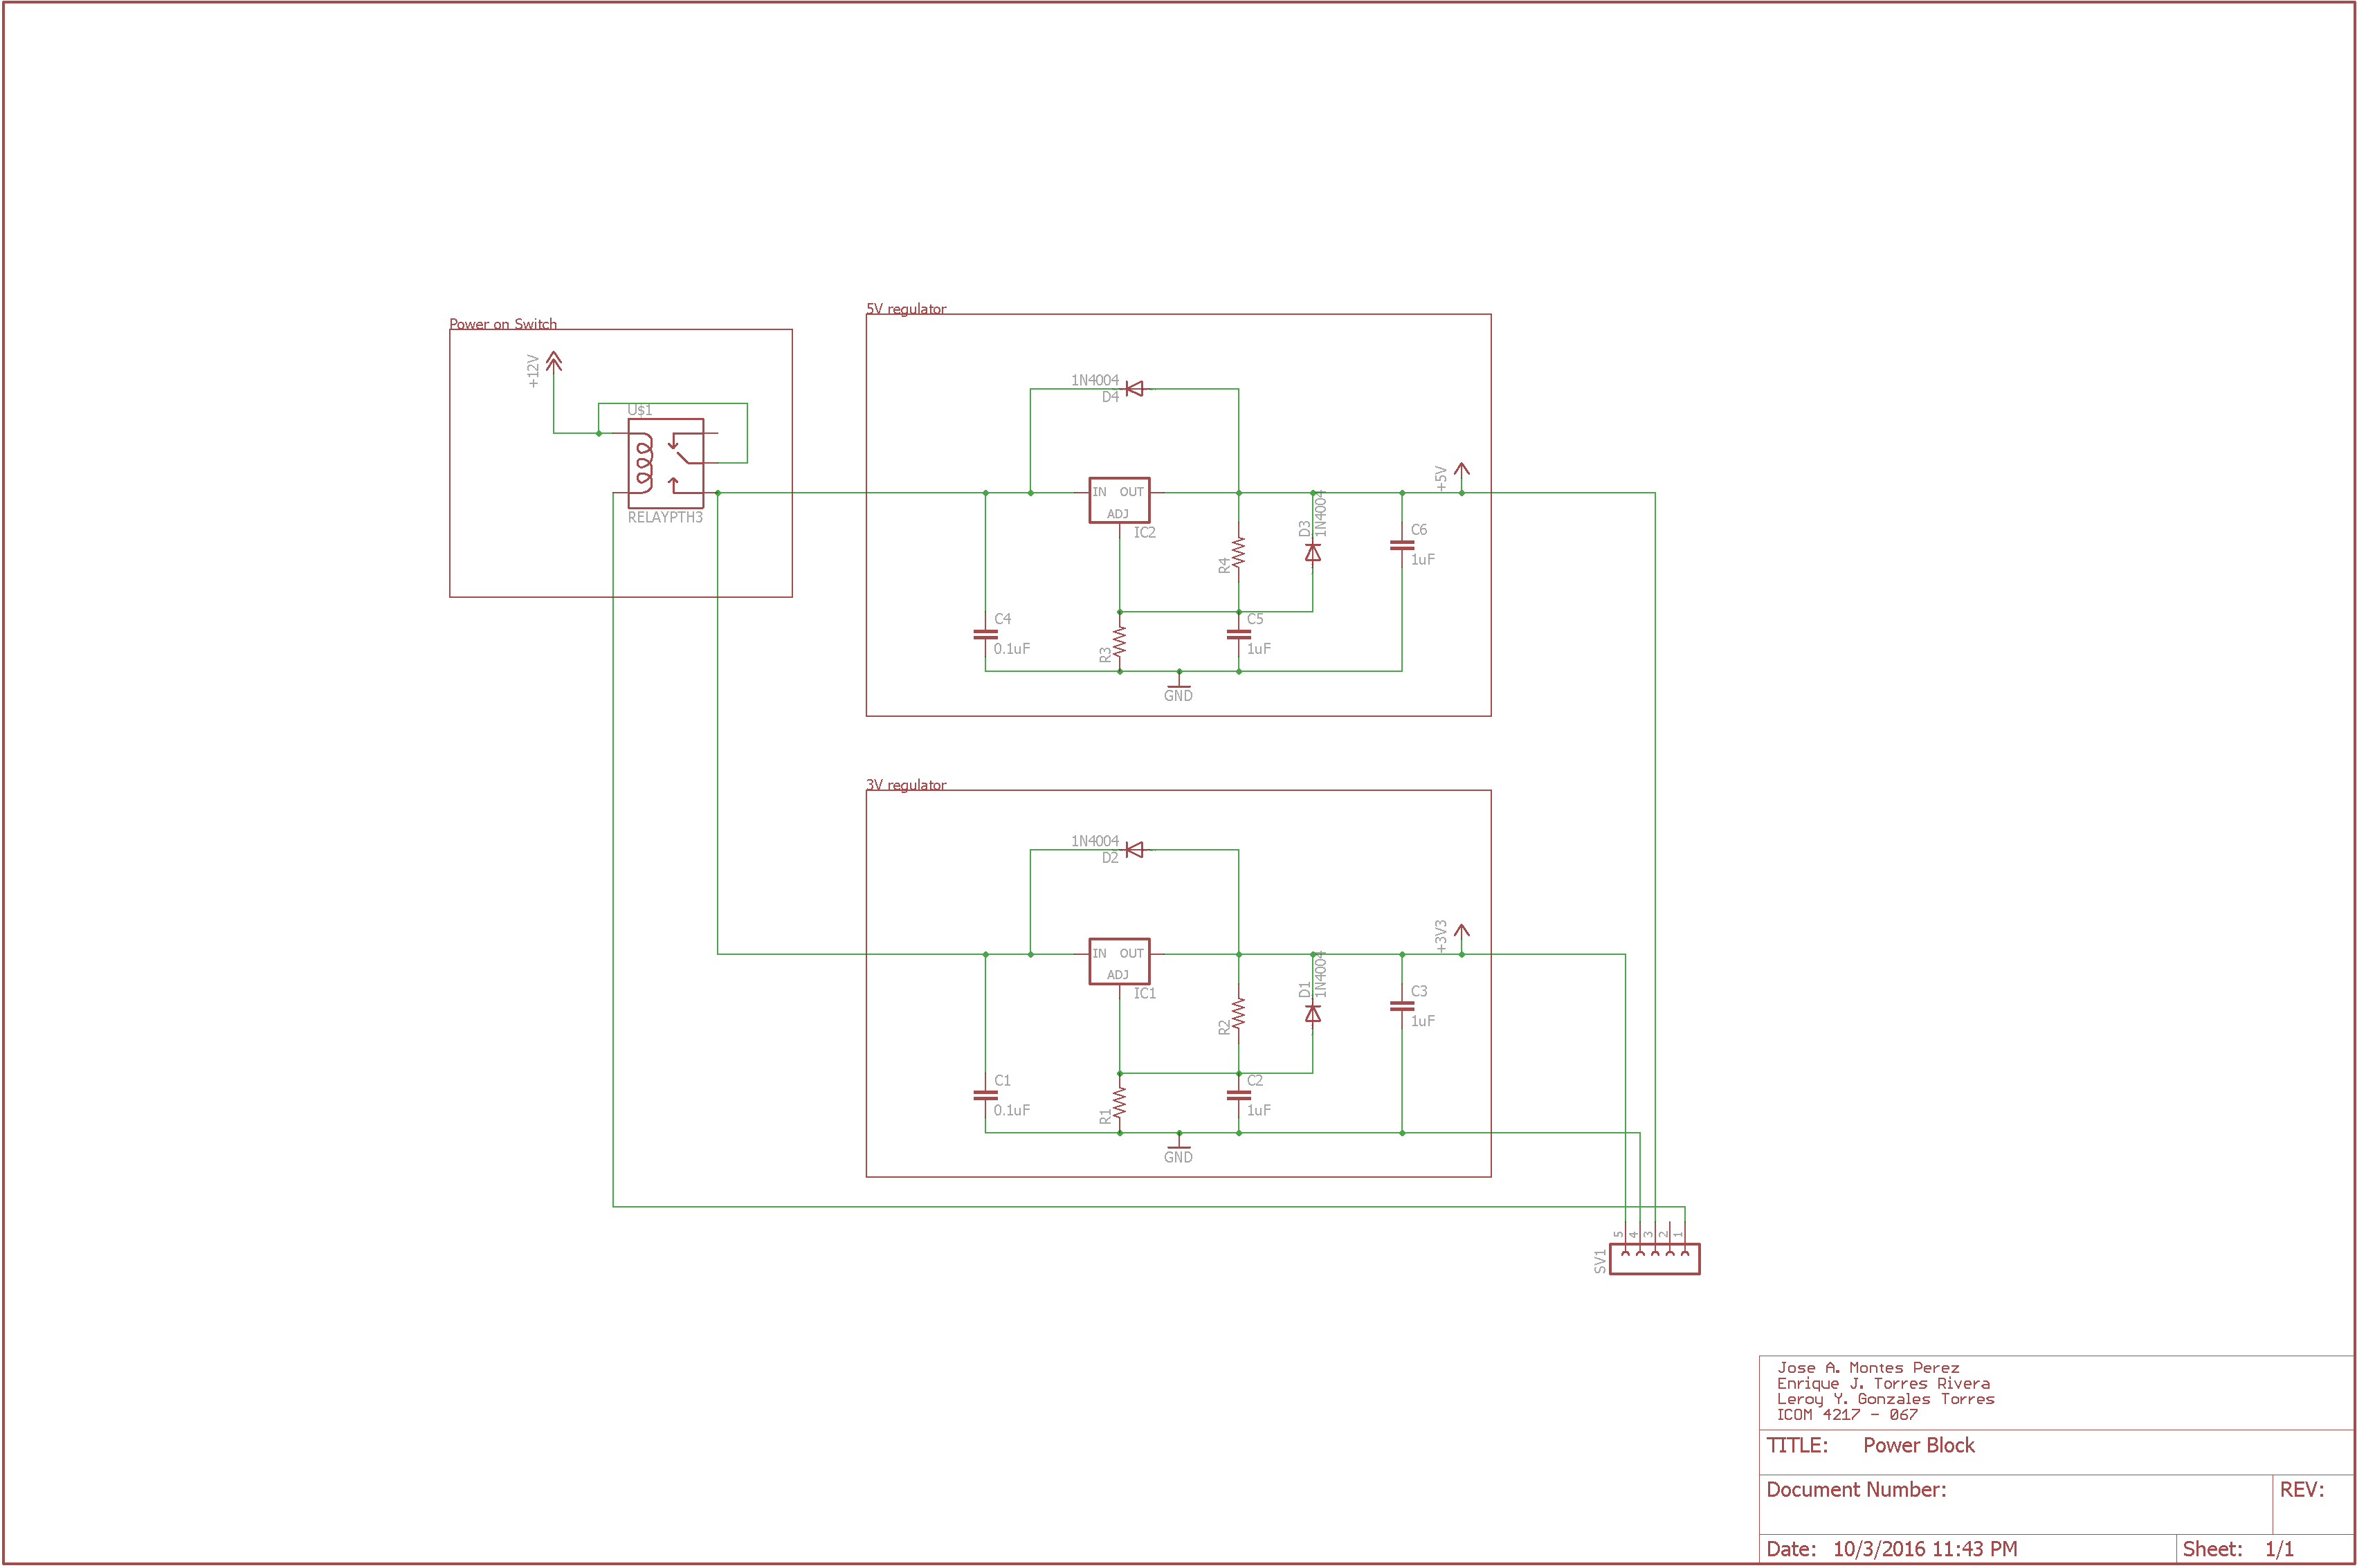 Power on Switch
+12V
U$1
RELAYPTH3
5V regulator
1N4004
D4
IN OUT
ADJ
IC2
R4
D3
1N4004
C6
1uF
+5V
C4
0.1uF
R3
C5
1uF
GND
3V regulator
1N4004
D2
IN OUT
ADJ
IC1
R2
D1
1N4004
C3
1uF
+3V3
C1
0.1uF
R1
C2
1uF
GND
SV1
5 4 3 2 1
Jose A. Montes Perez
Enrique J. Torres Rivera
Leroy Y. Gonzales Torres
ICOM 4217 - 067
TITLE: Power Block
Document Number:
REV:
Date: 10/3/2016 11:43 PM
Sheet: 1/1